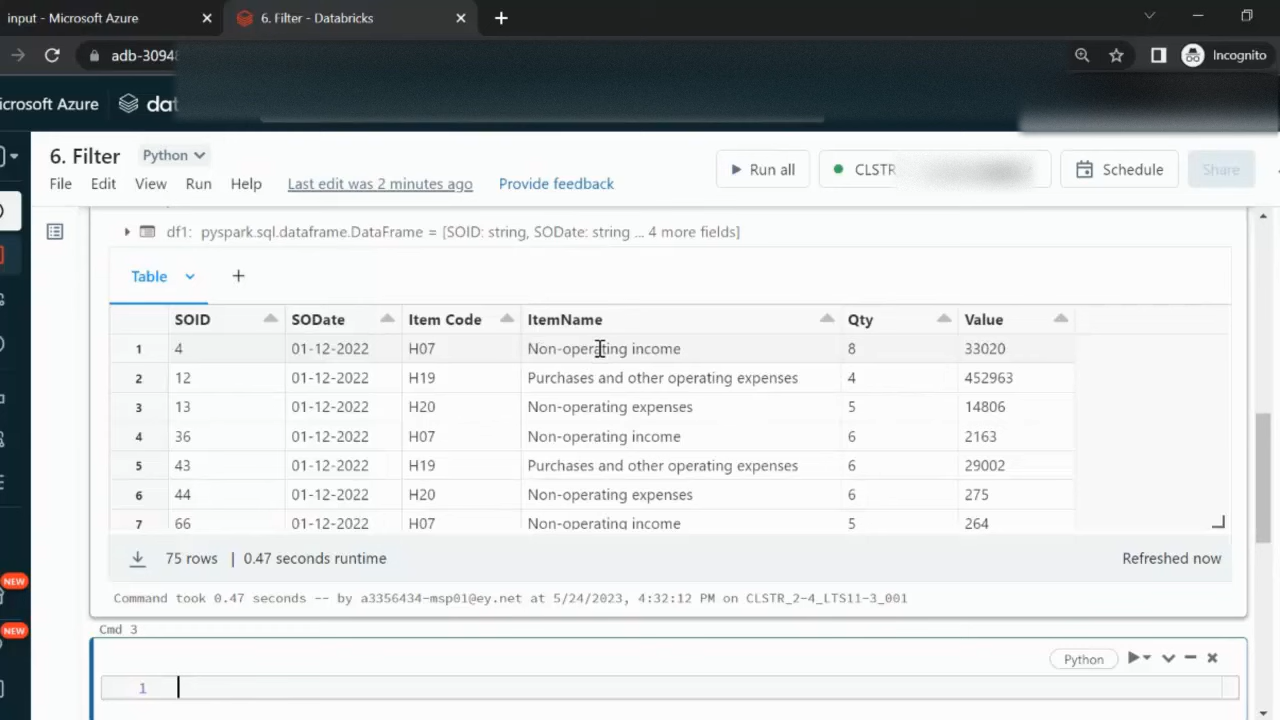 input - Microsoft Azure
6. Filter - Databricks
adb-3094
Incognito
icrosoft Azure
dat
6. Filter
Python
File Edit View Run Help Last edit was 2 minutes ago Provide feedback
Run all
CLSTR
Schedule
Share
df1: pyspark.sql.dataframe.DataFrame = [SOID: string, SODate: string ... 4 more fields]
Table
SOID SODate Item Code ItemName Qty Value
1 4 01-12-2022 H07 Non-operating income 8 33020
2 12 01-12-2022 H19 Purchases and other operating expenses 4 452963
3 13 01-12-2022 H20 Non-operating expenses 5 14806
4 36 01-12-2022 H07 Non-operating income 6 2163
5 43 01-12-2022 H19 Purchases and other operating expenses 6 29002
6 44 01-12-2022 H20 Non-operating expenses 6 275
7 66 01-12-2022 H07 Non-operating income 5 264
75 rows | 0.47 seconds runtime
Refreshed now
Command took 0.47 seconds -- by a3356434-msp01@ey.net at 5/24/2023, 4:32:12 PM on CLSTR_2-4_LTS11-3_001
NEW
NEW
Cmd 3
Python
1